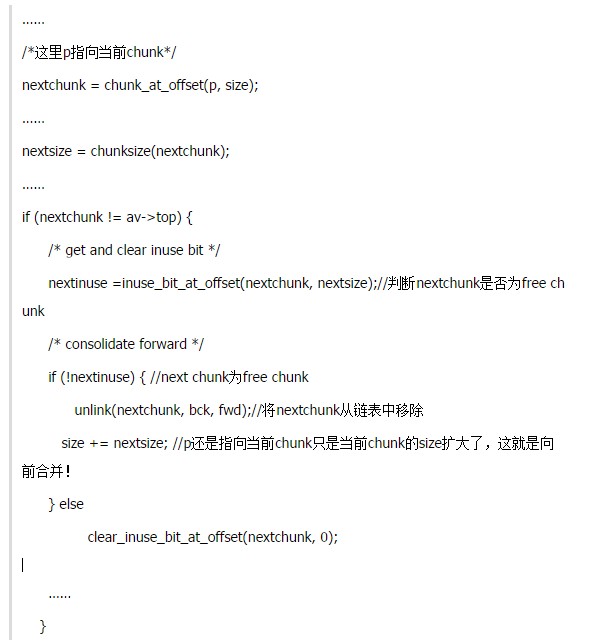 ......
/*这里p指向当前chunk*/
nextchunk = chunk_at_offset(p, size);
......
nextsize = chunksize(nextchunk);
......
if (nextchunk != av->top) {
/* get and clear inuse bit */
nextinuse =inuse_bit_at_offset(nextchunk, nextsize);//判断nextchunk是否为free ch
unk
/* consolidate forward */
if (!nextinuse) { //next chunk为free chunk
unlink(nextchunk, bck, fwd);//将nextchunk从链表中移除
size += nextsize; //p还是指向当前chunk只是当前chunk的size扩大了，这就是向
前合并!
} else
clear_inuse_bit_at_offset(nextchunk, 0);
......
}